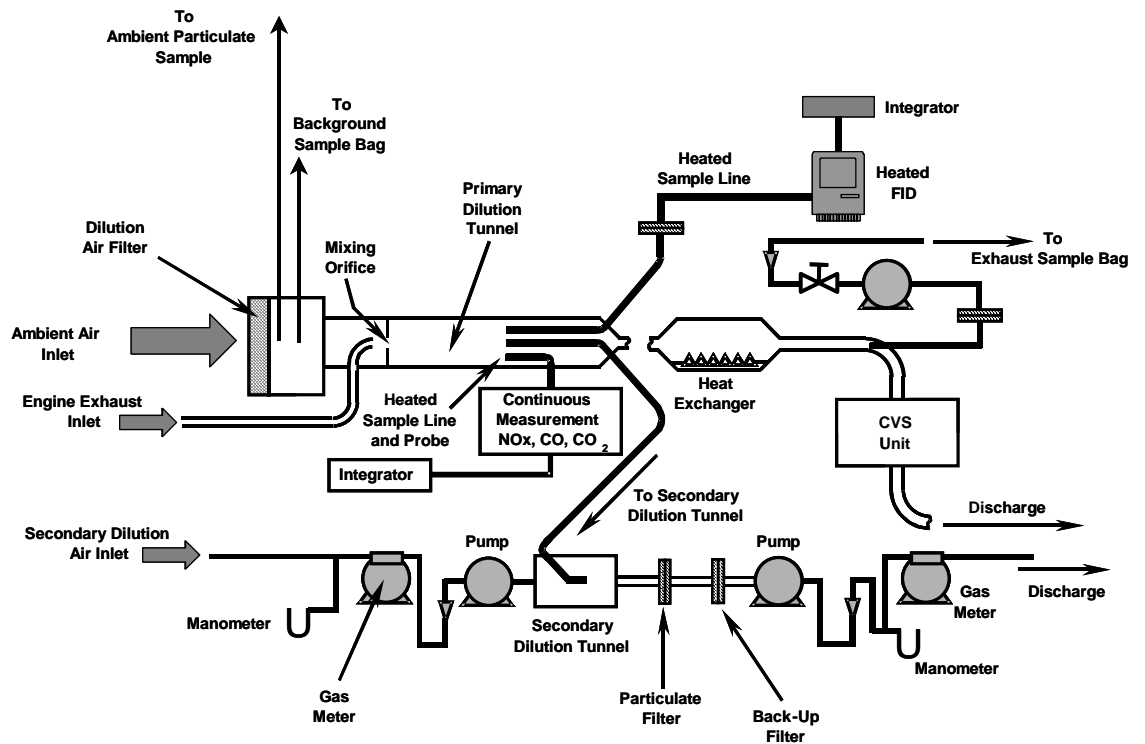 To
Ambient Particulate
Sample
To
Background
Sample Bag
Integrator
Heated
Sample Line
Heated
FID
Primary
Dilution
Tunnel
Dilution
Air Filter
Mixing
Orifice
To
Exhaust Sample Bag
Ambient Air
Inlet
Heat
Exchanger
Engine Exhaust
Inlet
Heated
Sample Line
and Probe
Continuous
Measurement
NOx, CO, CO 2
CVS
Unit
Integrator
To Secondary
Dilution Tunnel
Discharge
Secondary Dilution
Air Inlet
Pump
Pump
Gas
Meter
Discharge
Manometer
Secondary
Dilution Tunnel
Manometer
Gas
Meter
Particulate
Filter
Back-Up
Filter